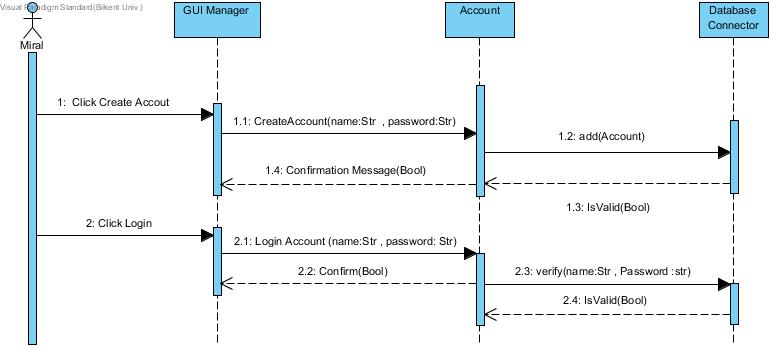 Visual Paradigm Standard(Bilkent Univ.)
GUI Manager
Account
Database
Connector
Miral
1:  Click Create Accout
1.1: CreateAccount(name:Str  , password:Str)
1.2: add(Account)
1.4: Confirmation Message(Bool)
1.3: IsValid(Bool)
2: Click Login
2.1: Login Account (name:Str , password: Str)
2.2: Confirm(Bool)
2.3: verify(name:Str , Password :str)
2.4: IsValid(Bool)